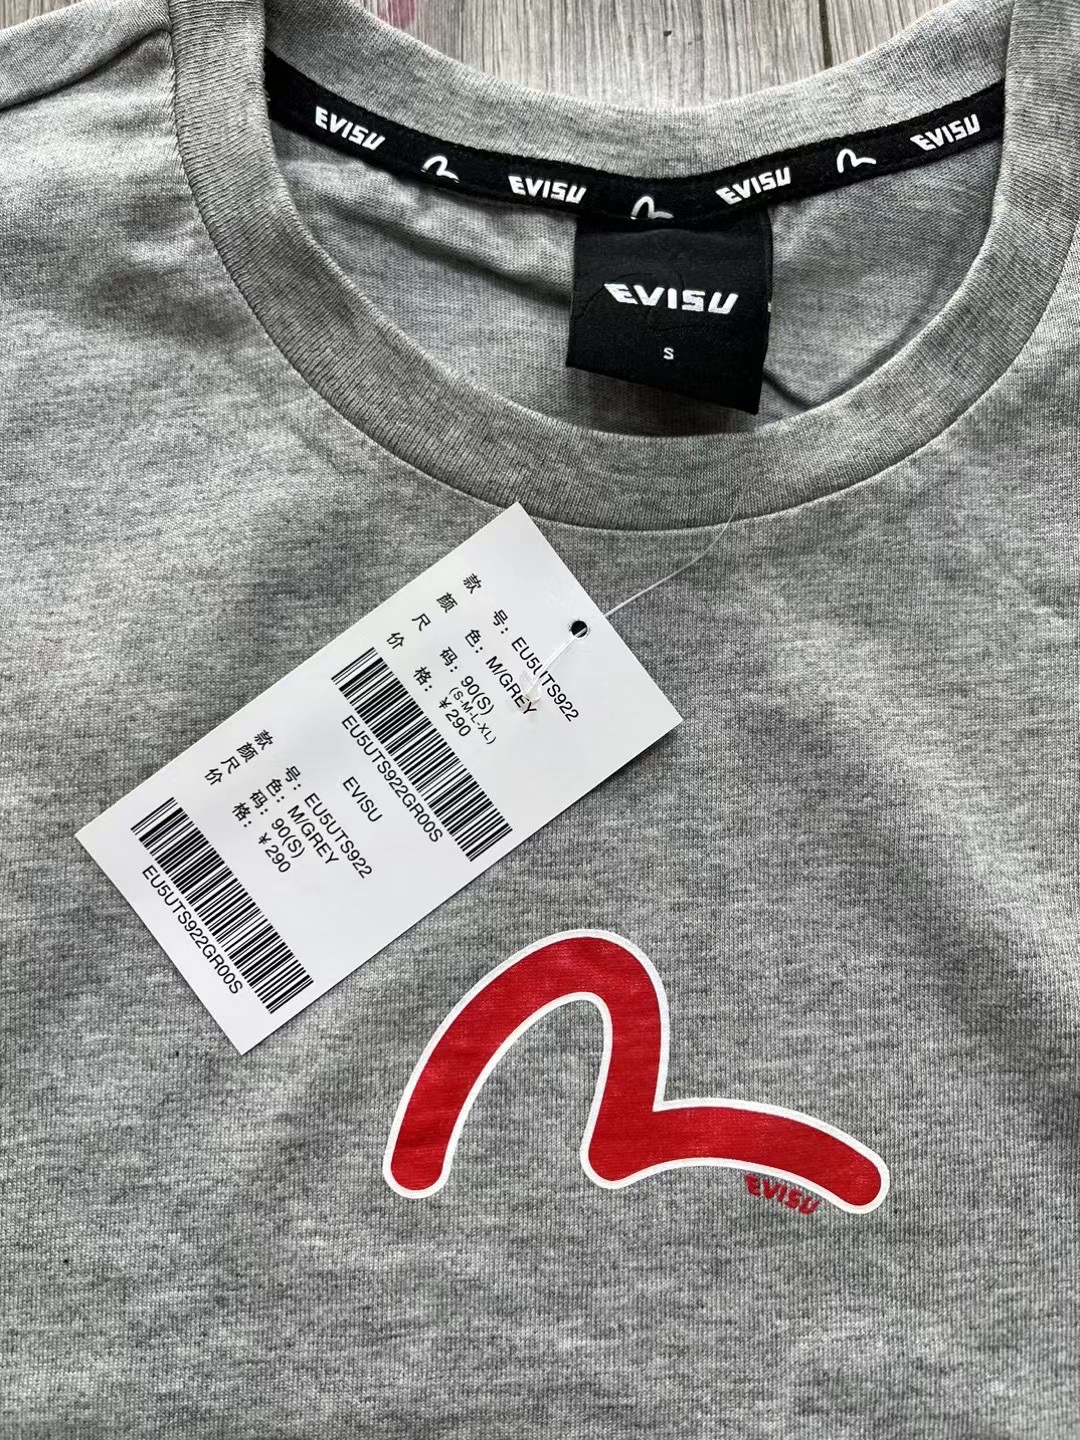 EVISU EVISU EVISU EVISU
EVISU
S
款 号: EU5UTS922
颜 色: M/GREY
尺 码: 90(S)
(S-M-L-XL)
价 格: ¥290
EU5UTS922GR00S
EVISU
款 号: EU5UTS922
颜 色: M/GREY
尺 码: 90(S)
价 格: ¥290
EU5UTS922GR00S
EVISU